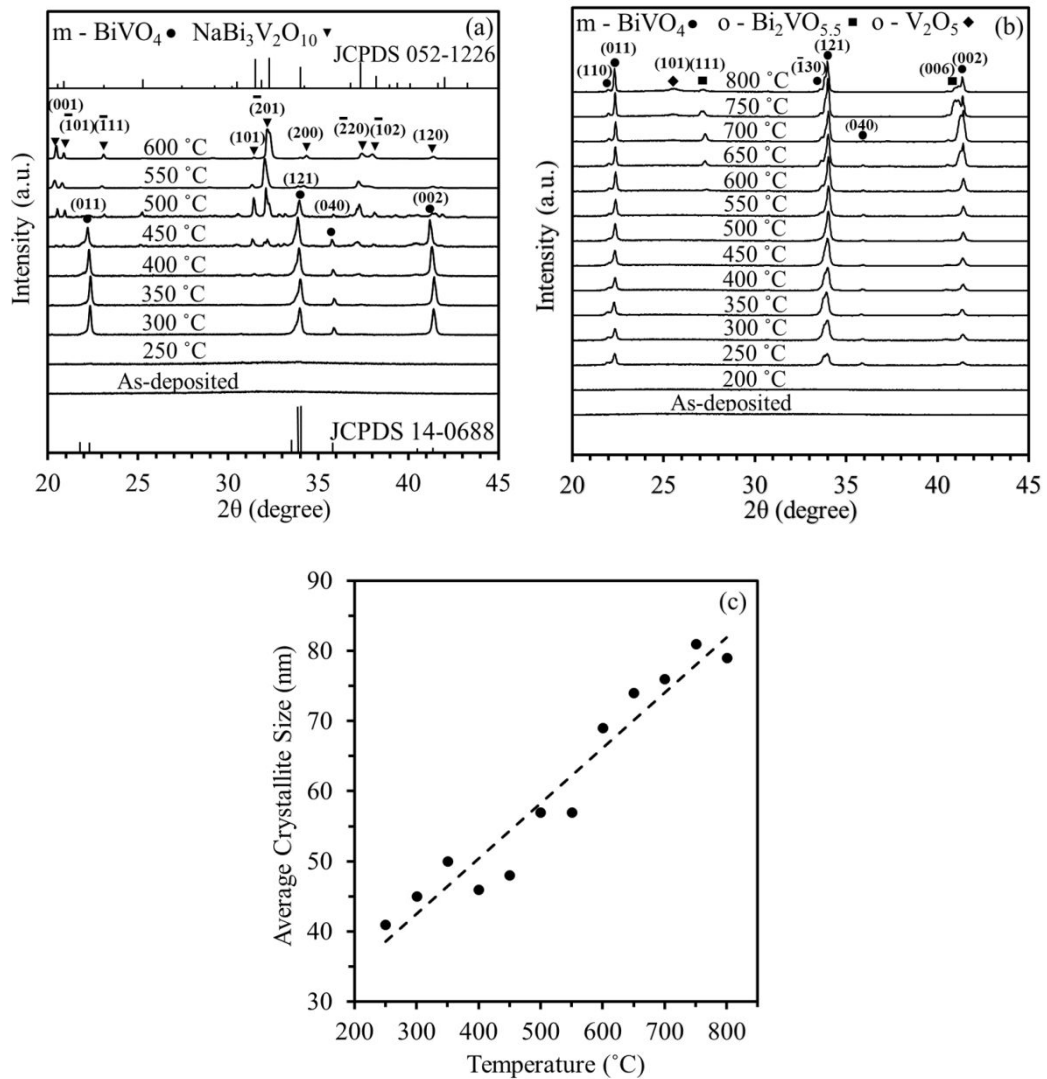 (a)
m - BiVO₄ ● NaBi₃V₂O₁₀ ▼
JCPDS 052-1226
(001)
(1̄01)(1̄11)
(2̄01)
(101)
(200)
(2̄20)
(1̄02)
(120)
600 ˚C
550 ˚C
(121)
500 ˚C
(011)
(040)
(002)
450 ˚C
400 ˚C
350 ˚C
300 ˚C
250 ˚C
As-deposited
JCPDS 14-0688
20 25 30 35 40 45
2θ (degree)
Intensity (a.u.)
m - BiVO₄ ● o - Bi₂VO₅.₅ ■ o - V₂O₅ ◆
(b)
(110)
(011)
(101)(111)
(1̄30)
(1̄21)
(006)
(002)
800 ˚C
750 ˚C
700 ˚C
(040)
650 ˚C
600 ˚C
550 ˚C
500 ˚C
450 ˚C
400 ˚C
350 ˚C
300 ˚C
250 ˚C
200 ˚C
As-deposited
20 25 30 35 40 45
2θ (degree)
Intensity (a.u.)
(c)
90
80
70
60
50
40
30
200 300 400 500 600 700 800
Temperature (˚C)
Average Crystallite Size (nm)